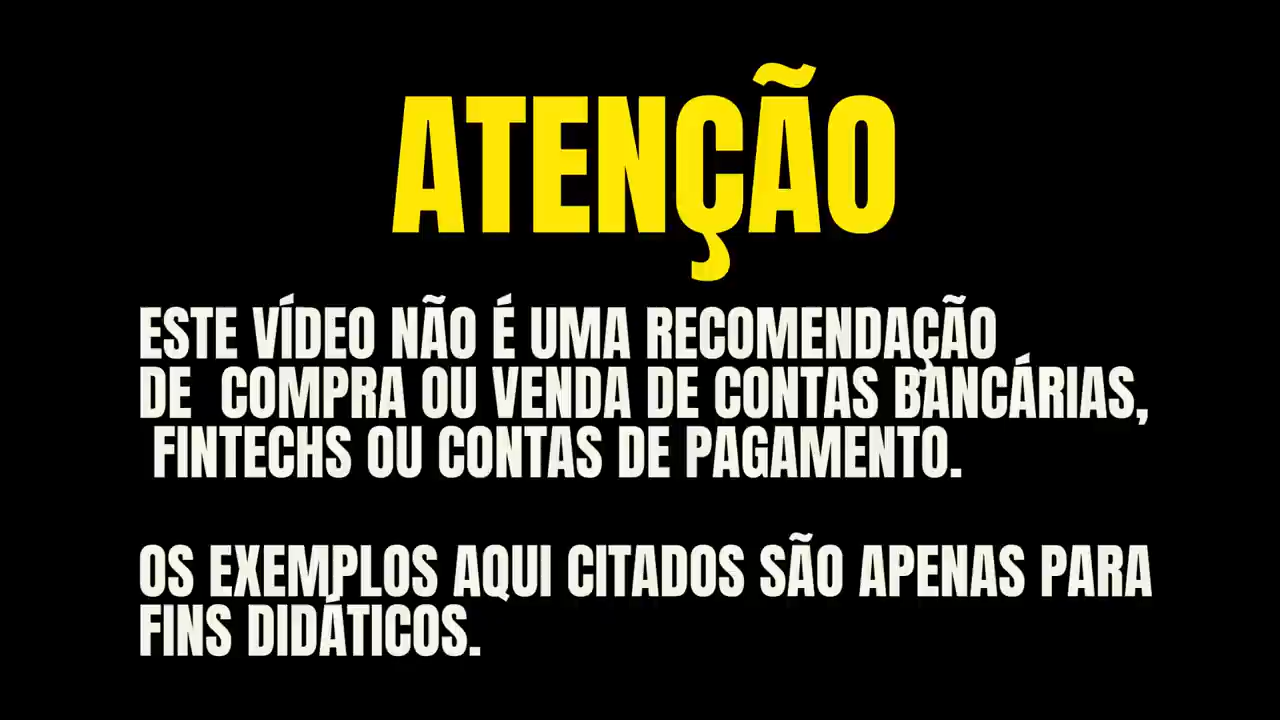 ATENÇÃO
ESTE VÍDEO NÃO É UMA RECOMENDAÇÃO
DE COMPRA OU VENDA DE CONTAS BANCÁRIAS,
FINTECHS OU CONTAS DE PAGAMENTO.
OS EXEMPLOS AQUI CITADOS SÃO APENAS PARA
FINS DIDÁTICOS.